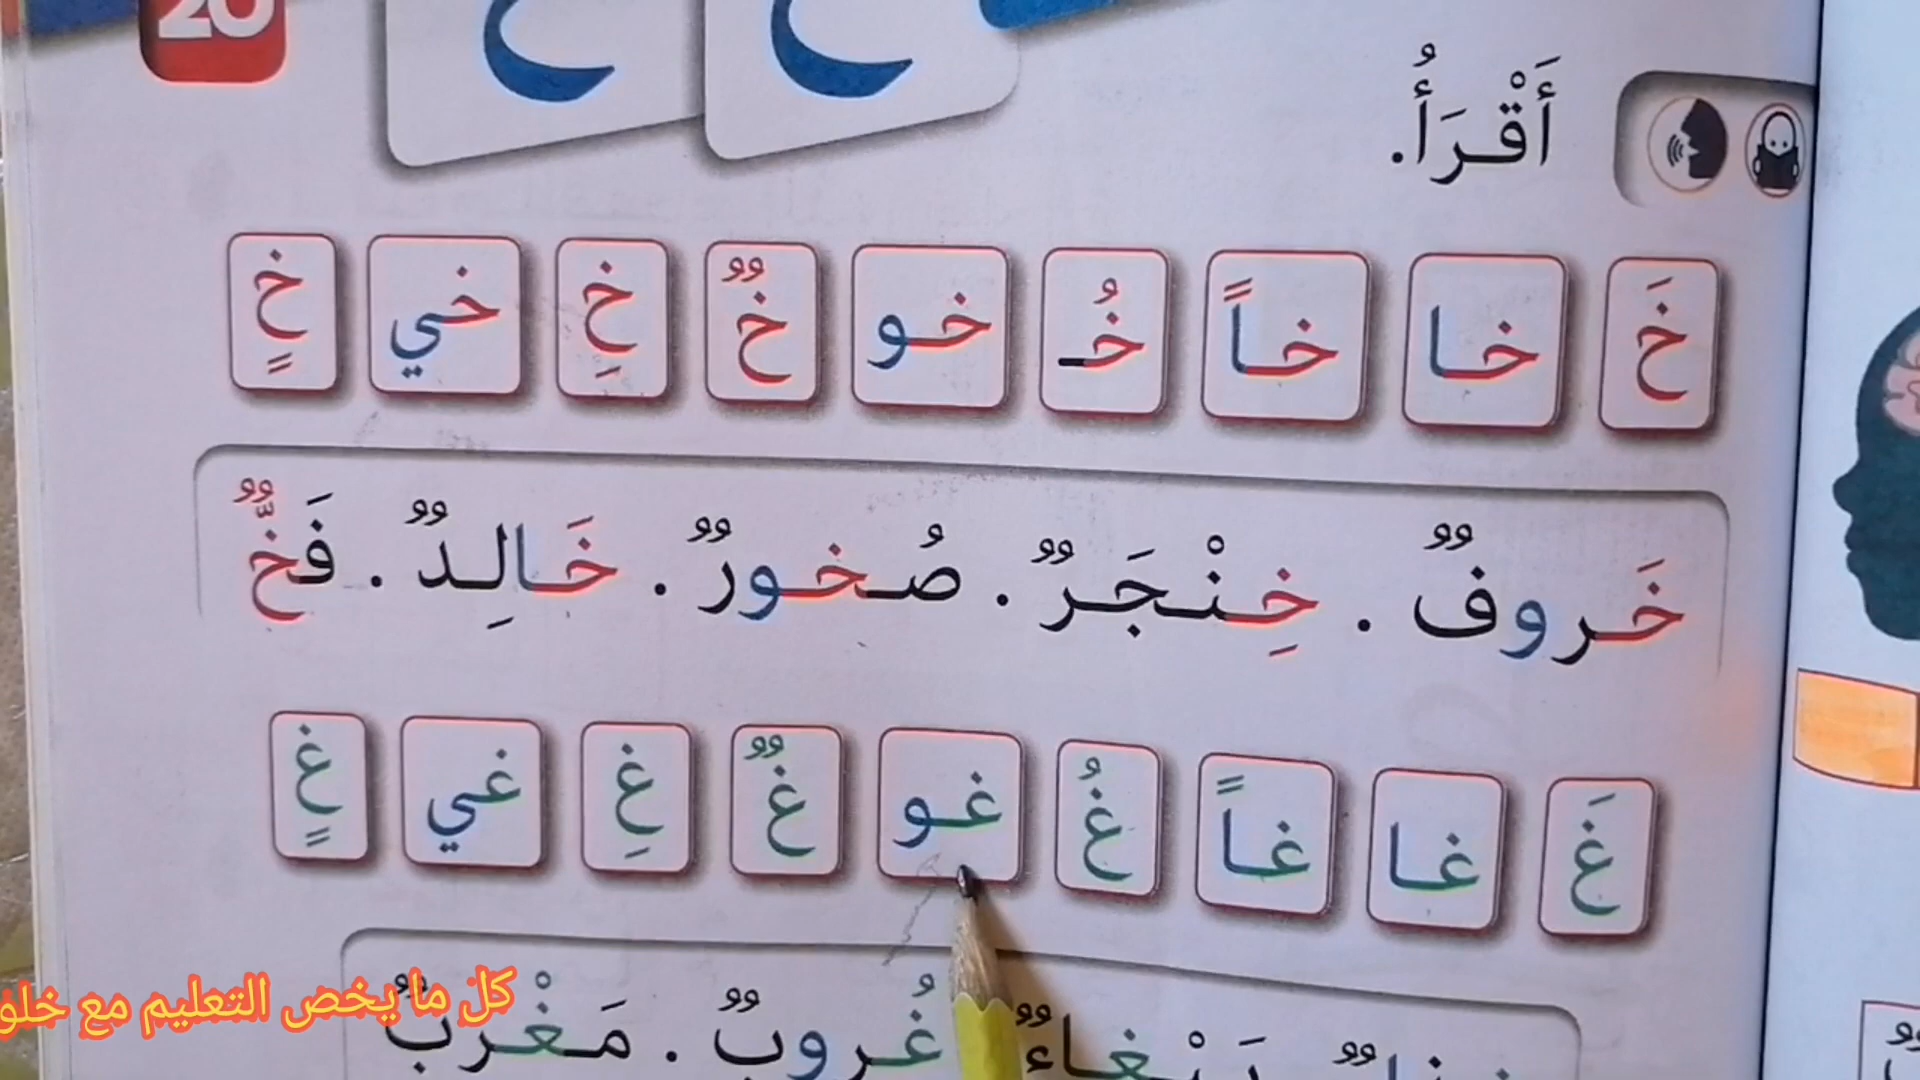 20
أَقْرَأُ.
خَ خا خاً خُـ خو خٌ خِ خي خٍ
خَروفٌ . خِنْجَرٌ . صُخورٌ . خَالِدٌ . فَخٌّ
غَ غا غاً غُ غو غٌ غِ غي غٍ
بَبْغاءٌ غُروبٌ . مَغْرِبٌ
كل ما يخص التعليم مع خلو